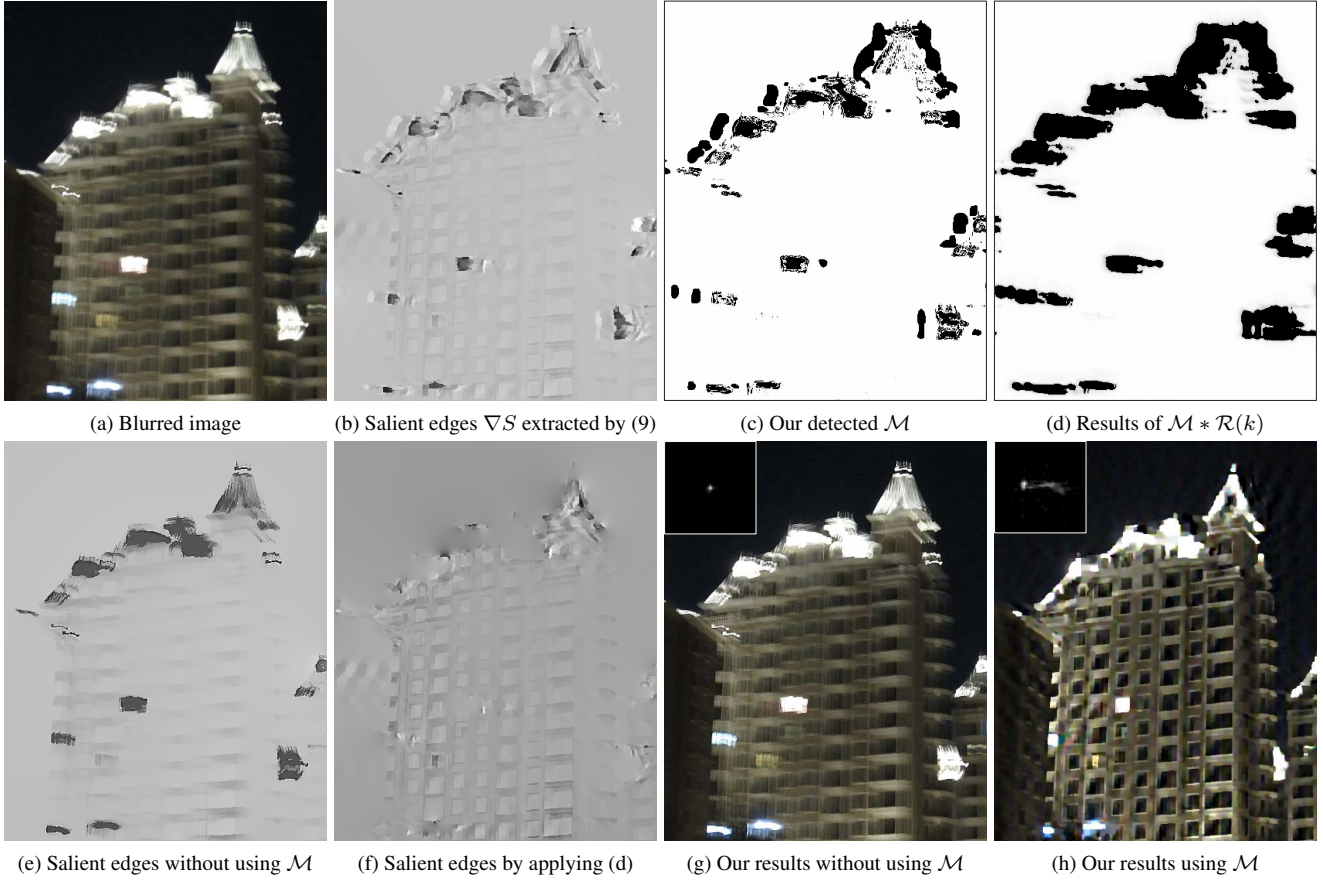 (a) Blurred image
(b) Salient edges ∇S extracted by (9)
(c) Our detected ℳ
(d) Results of ℳ ∗ ℛ(k)
(e) Salient edges without using ℳ
(f) Salient edges by applying (d)
(g) Our results without using ℳ
(h) Our results using ℳ